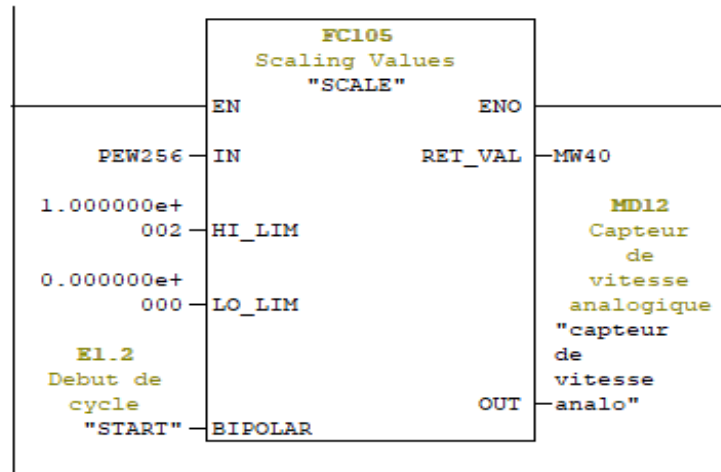 FC105
Scaling Values
"SCALE"
EN ENO
PEW256 IN RET_VAL MW40
1.000000e+
002 HI_LIM
0.000000e+
000 LO_LIM
MD12
Capteur
de
vitesse
analogique
"capteur
de
vitesse
analo"
OUT
E1.2
Debut de
cycle
"START" BIPOLAR